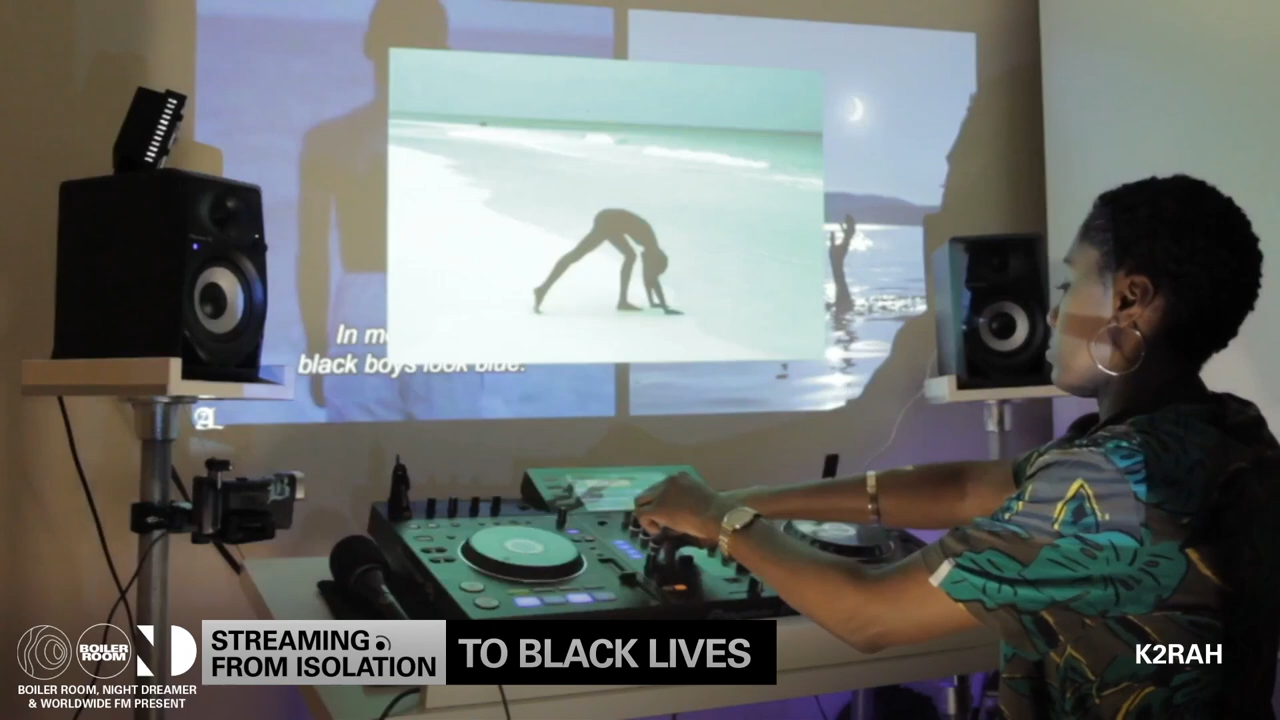 In m
black boys look blue.
BOILER
ROOM
ND
STREAMING
FROM ISOLATION
TO BLACK LIVES
K2RAH
BOILER ROOM, NIGHT DREAMER
& WORLDWIDE FM PRESENT